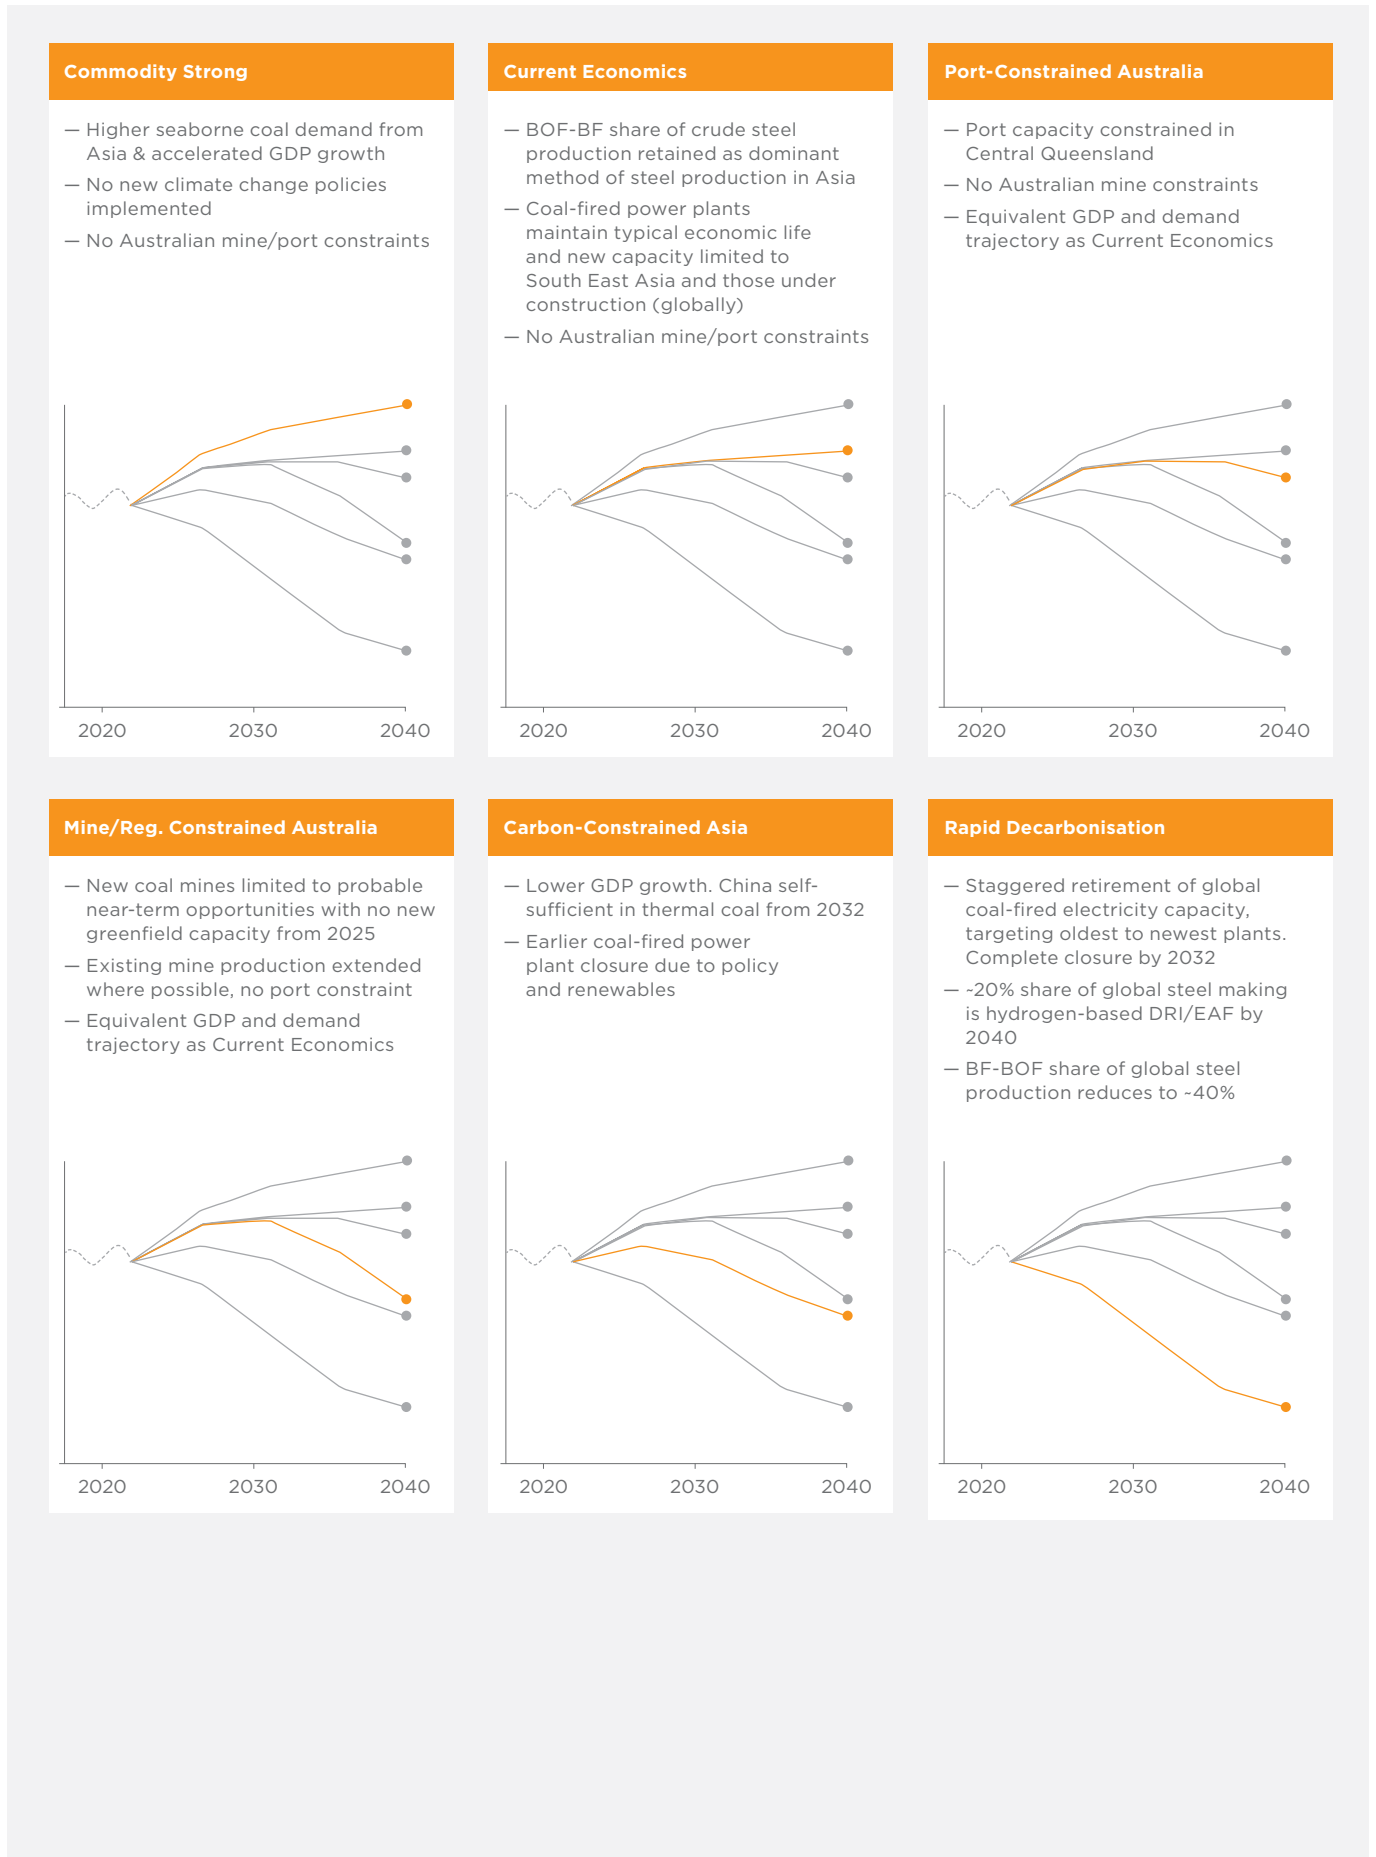 Commodity Strong
— Higher seaborne coal demand from
Asia & accelerated GDP growth
— No new climate change policies
implemented
— No Australian mine/port constraints
2020 2030 2040
Current Economics
— BOF-BF share of crude steel
production retained as dominant
method of steel production in Asia
— Coal-fired power plants
maintain typical economic life
and new capacity limited to
South East Asia and those under
construction (globally)
— No Australian mine/port constraints
2020 2030 2040
Port-Constrained Australia
— Port capacity constrained in
Central Queensland
— No Australian mine constraints
— Equivalent GDP and demand
trajectory as Current Economics
2020 2030 2040
Mine/Reg. Constrained Australia
— New coal mines limited to probable
near-term opportunities with no new
greenfield capacity from 2025
— Existing mine production extended
where possible, no port constraint
— Equivalent GDP and demand
trajectory as Current Economics
2020 2030 2040
Carbon-Constrained Asia
— Lower GDP growth. China self-
sufficient in thermal coal from 2032
— Earlier coal-fired power
plant closure due to policy
and renewables
2020 2030 2040
Rapid Decarbonisation
— Staggered retirement of global
coal-fired electricity capacity,
targeting oldest to newest plants.
Complete closure by 2032
— ~20% share of global steel making
is hydrogen-based DRI/EAF by
2040
— BF-BOF share of global steel
production reduces to ~40%
2020 2030 2040